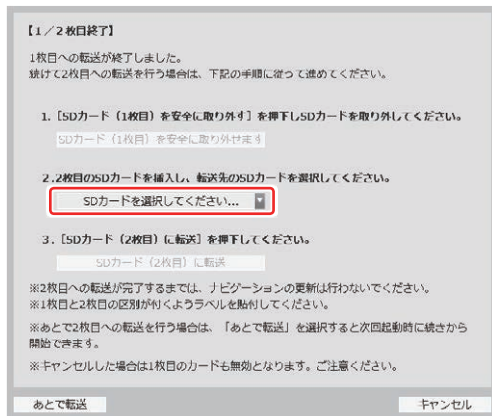 【1／2枚目終了】
1枚目への転送が終了しました。
続けて2枚目への転送を行う場合は、下記の手順に従って進めてください。
1.［SDカード（1枚目）を安全に取り外す］を押下しSDカードを取り外してください。
SDカード（1枚目）を安全に取り外せます
2.2枚目のSDカードを挿入し、転送先のSDカードを選択してください。
SDカードを選択してください...
3.［SDカード（2枚目）に転送］を押下してください。
SDカード（2枚目）に転送
※2枚目への転送が完了するまでは、ナビゲーションの更新は行わないでください。
※1枚目と2枚目の区別が付くようラベルを貼付してください。
※あとで2枚目への転送を行う場合は、「あとで転送」を選択すると次回起動時に続きから
開始できます。
※キャンセルした場合は1枚目のカードも無効となります。ご注意ください。
あとで転送
キャンセル